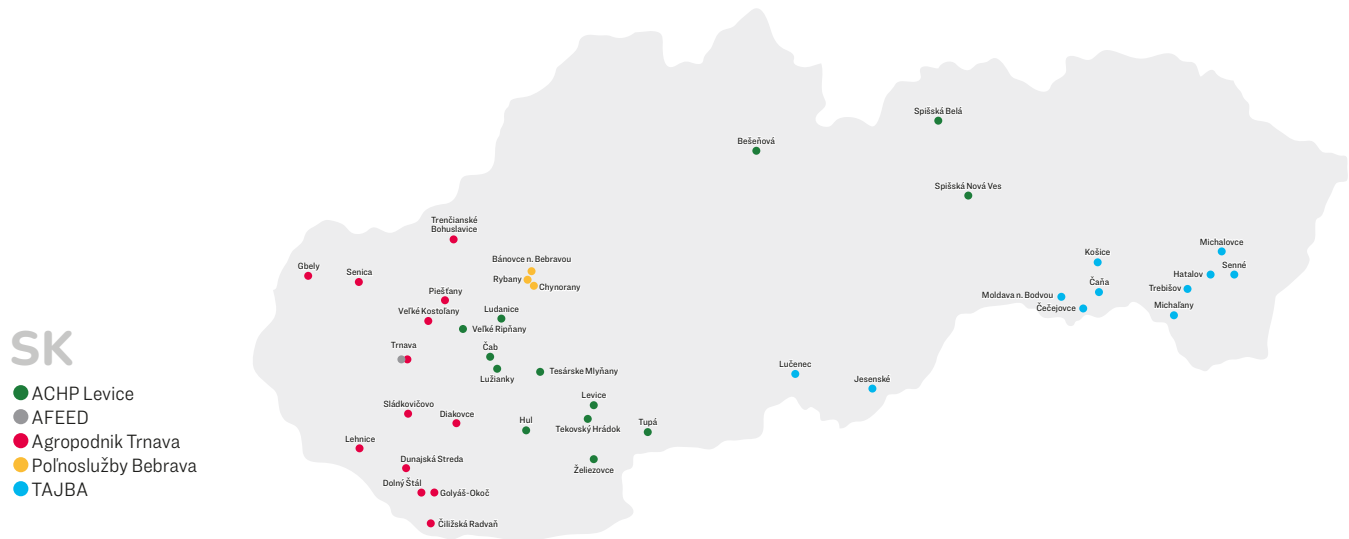 Spišská Belá
Bešeňová
Spišská Nová Ves
Trenčianské
Bohuslavice
Gbely
Senica
Bánovce n. Bebravou
Rybany
Chynorany
Košice
Michalovce
Hatalov
Senné
Čaňa
Trebišov
Moldava n. Bodvou
Čečejovce
Michaľany
Piešťany
Veľké Kostoľany
Ludanice
Veľké Ripňany
Trnava
Čab
Lužianky
Tesárske Mlyňany
Lučenec
Jesenské
Sládkovičovo
Diakovce
Levice
Hul
Tekovský Hrádok
Tupá
Lehnice
Dunajská Streda
Želiezovce
Dolný Štál
Golyáš-Okoč
Čiližská Radvaň
SK
ACHP Levice
AFEED
Agropodnik Trnava
Poľnoslužby Bebrava
TAJBA